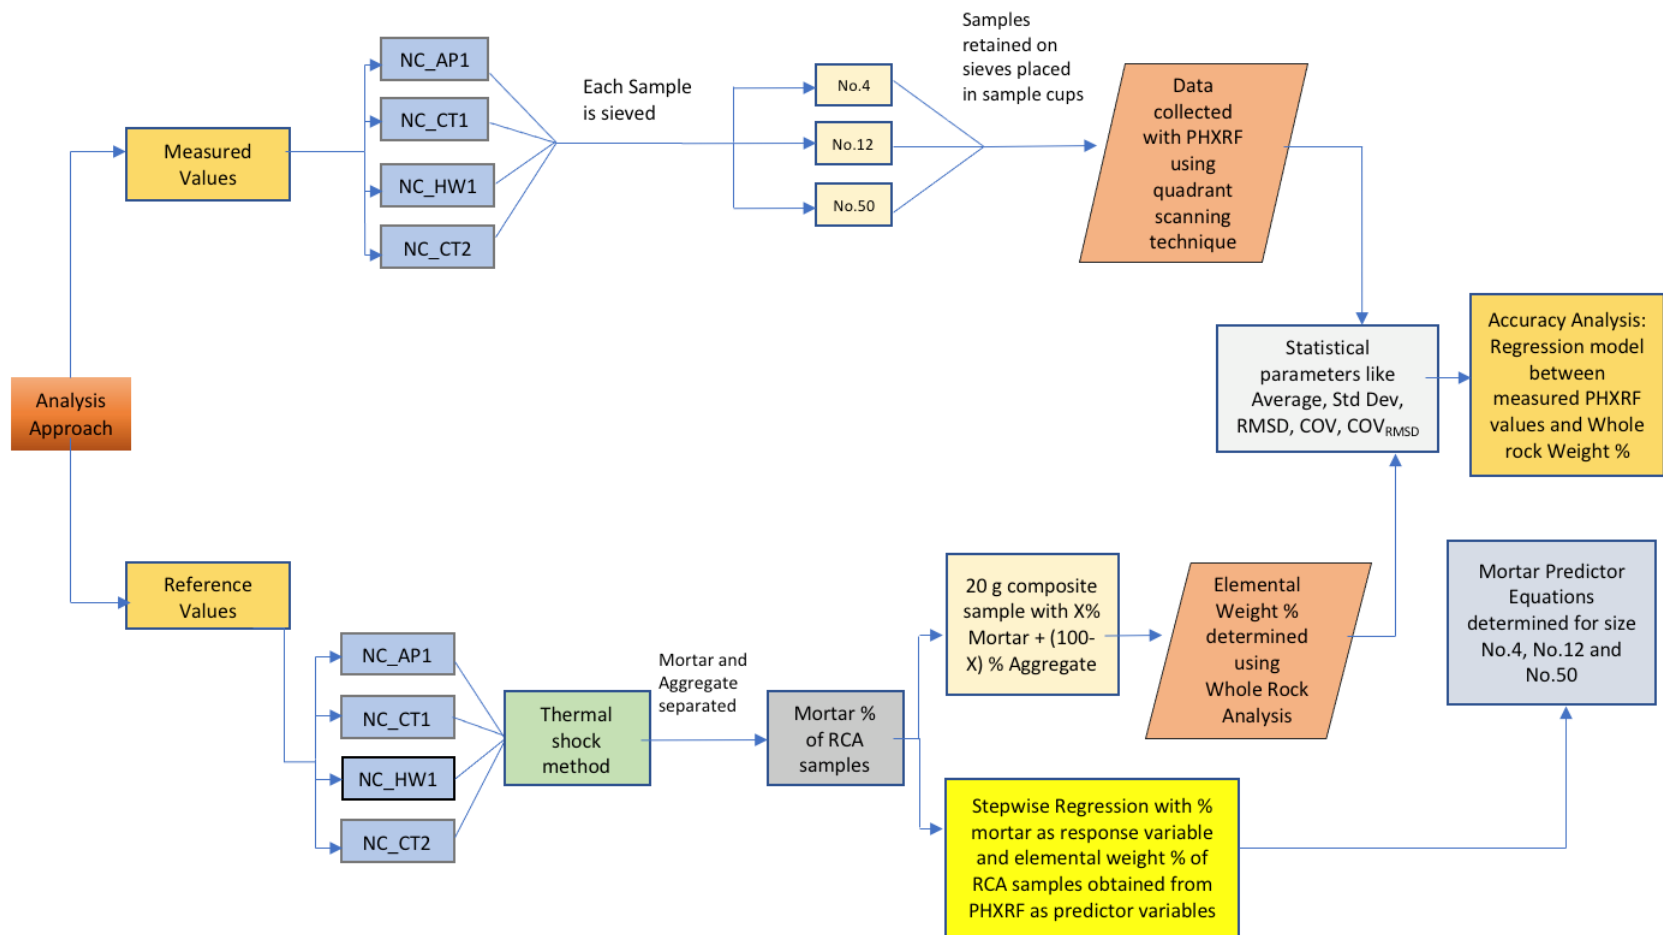 Analysis
Approach
Measured
Values
NC_AP1
NC_CT1
NC_HW1
NC_CT2
Each Sample
is sieved
No.4
No.12
No.50
Samples
retained on
sieves placed
in sample cups
Data
collected
with PHXRF
using
quadrant
scanning
technique
Statistical
parameters like
Average, Std Dev,
RMSD, COV, COVRMSD
Accuracy Analysis:
Regression model
between
measured PHXRF
values and Whole
rock Weight %
Reference
Values
NC_AP1
NC_CT1
NC_HW1
NC_CT2
Thermal
shock
method
Mortar and
Aggregate
separated
Mortar %
of RCA
samples
20 g composite
sample with X%
Mortar + (100-
X) % Aggregate
Elemental
Weight %
determined
using
Whole Rock
Analysis
Stepwise Regression with %
mortar as response variable
and elemental weight % of
RCA samples obtained from
PHXRF as predictor variables
Mortar Predictor
Equations
determined for size
No.4, No.12 and
No.50